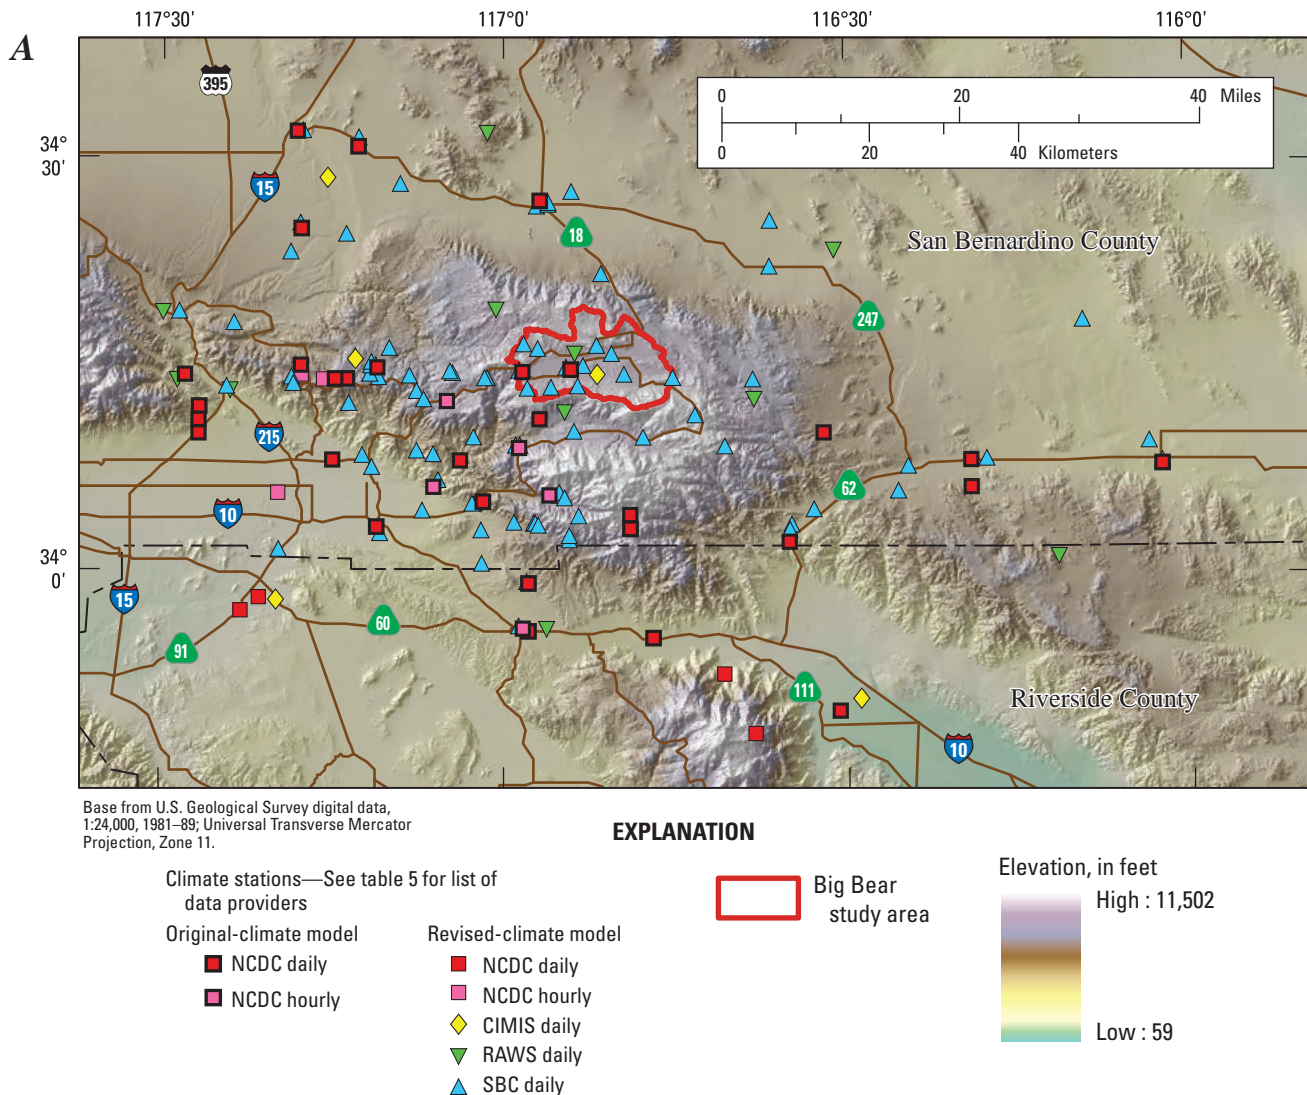 A
117°30'
117°0'
116°30'
116°0'
34°
30'
34°
0'
0
20
40
Miles
0
20
40
Kilometers
395
15
18
San Bernardino County
247
215
10
62
15
60
91
111
Riverside County
10
Base from U.S. Geological Survey digital data,
1:24,000, 1981–89; Universal Transverse Mercator
Projection, Zone 11.
EXPLANATION
Climate stations—See table 5 for list of
data providers
Original-climate model
NCDC daily
NCDC hourly
Revised-climate model
NCDC daily
NCDC hourly
CIMIS daily
RAWS daily
SBC daily
Big Bear
study area
Elevation, in feet
High : 11,502
Low : 59